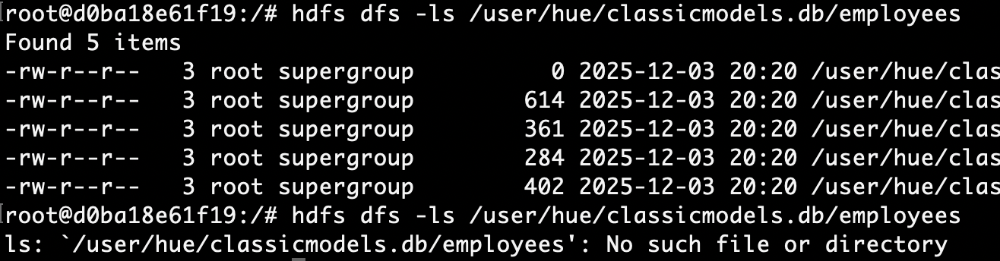 root@d0ba18e61f19:/# hdfs dfs -ls /user/hue/classicmodels.db/employees
Found 5 items
-rw-r--r--   3 root supergroup          0 2025-12-03 20:20 /user/hue/clas
-rw-r--r--   3 root supergroup        614 2025-12-03 20:20 /user/hue/clas
-rw-r--r--   3 root supergroup        361 2025-12-03 20:20 /user/hue/clas
-rw-r--r--   3 root supergroup        284 2025-12-03 20:20 /user/hue/clas
-rw-r--r--   3 root supergroup        402 2025-12-03 20:20 /user/hue/clas
root@d0ba18e61f19:/# hdfs dfs -ls /user/hue/classicmodels.db/employees
ls: `/user/hue/classicmodels.db/employees': No such file or directory